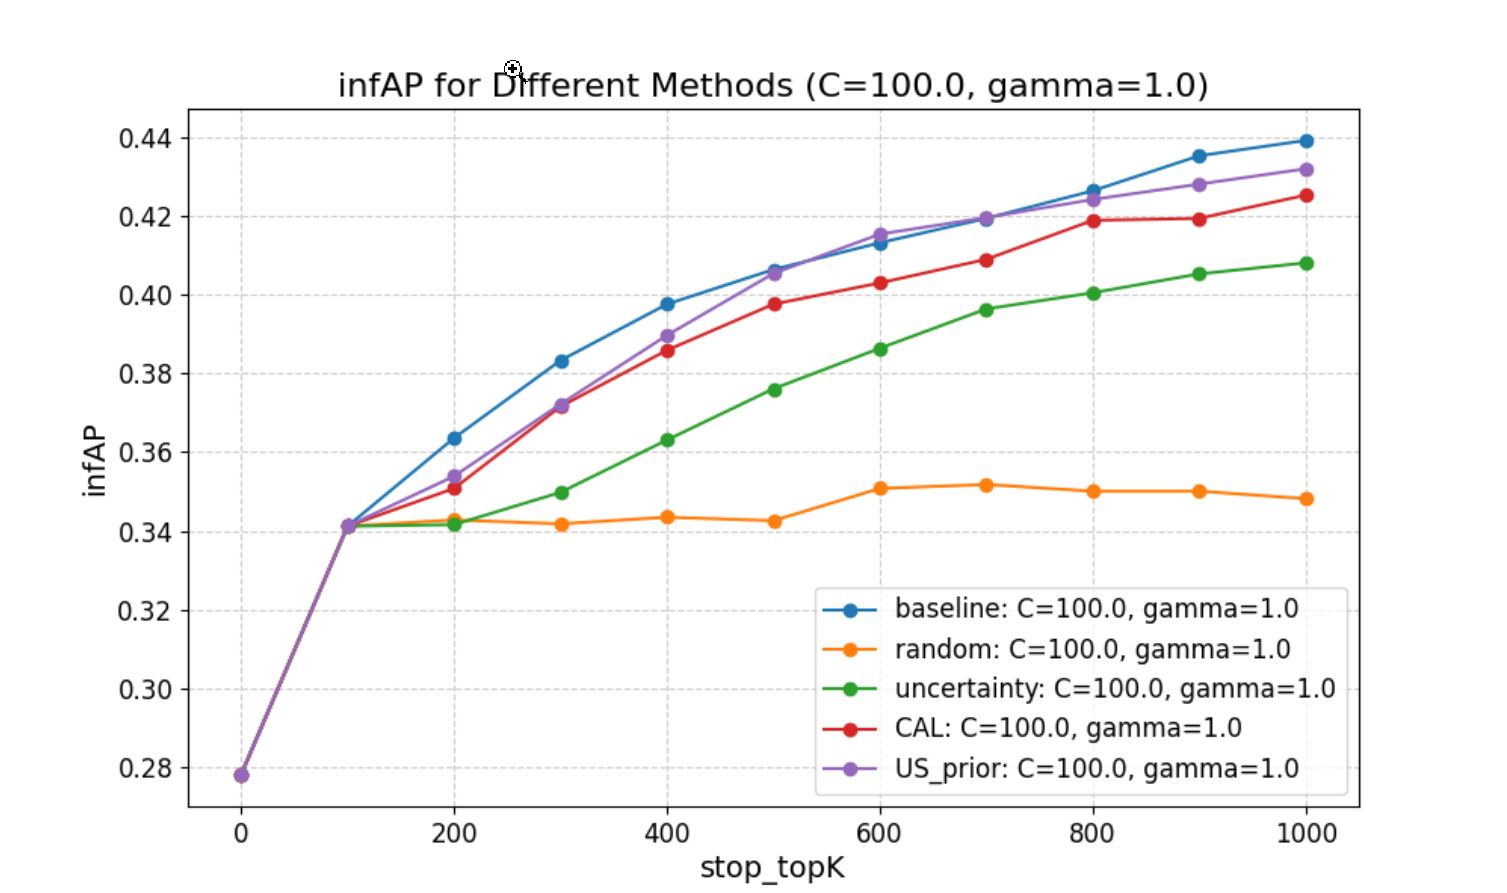 infAP for Different Methods (C=100.0, gamma=1.0)
infAP
0.44
0.42
0.40
0.38
0.36
0.34
0.32
0.30
0.28
baseline: C=100.0, gamma=1.0
random: C=100.0, gamma=1.0
uncertainty: C=100.0, gamma=1.0
CAL: C=100.0, gamma=1.0
US_prior: C=100.0, gamma=1.0
0 200 400 600 800 1000
stop_topK